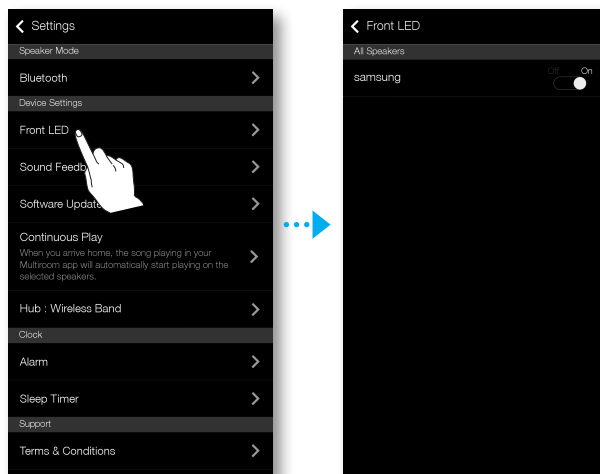 Settings
Speaker Mode
Bluetooth
Device Settings
Front LED
Sound Feedb
Software Update
Continuous Play
When you arrive home, the song playing in your
Multiroom app will automatically start playing on the
selected speakers.
Hub : Wireless Band
Clock
Alarm
Sleep Timer
Support
Terms & Conditions
Front LED
All Speakers
samsung
Off On